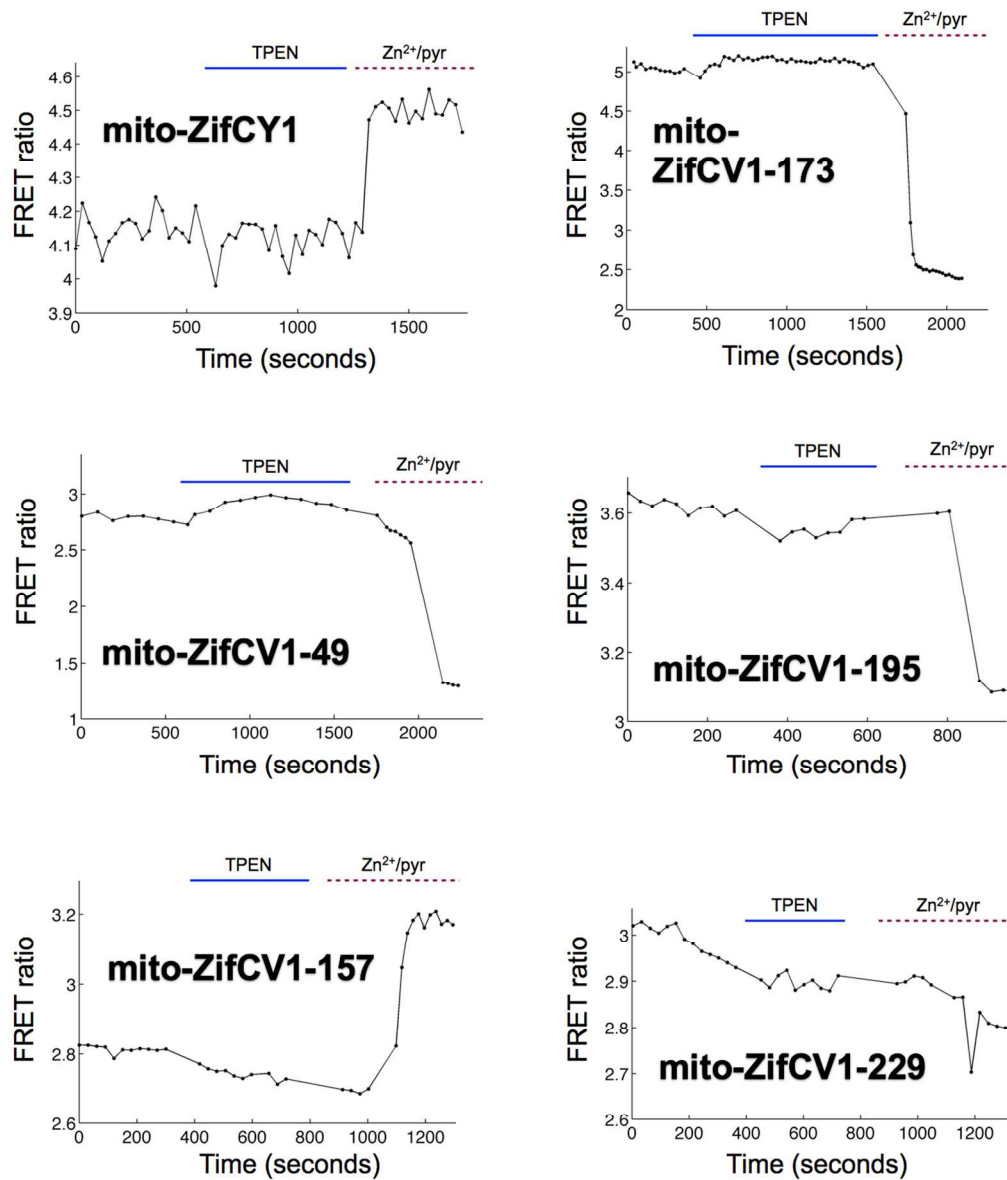 TPEN Zn²⁺/pyr
4.6
4.5
4.4
4.3
4.2
4.1
4
3.9
FRET ratio
mito-ZifCY1
0 500 1000 1500
Time (seconds)
TPEN Zn²⁺/pyr
5
4.5
4
3.5
3
2.5
2
FRET ratio
mito-
ZifCV1-173
0 500 1000 1500 2000
Time (seconds)
TPEN Zn²⁺/pyr
3
2.5
2
1.5
1
FRET ratio
mito-ZifCV1-49
0 500 1000 1500 2000
Time (seconds)
TPEN Zn²⁺/pyr
3.6
3.4
3.2
3
FRET ratio
mito-ZifCV1-195
0 200 400 600 800
Time (seconds)
TPEN Zn²⁺/pyr
3.2
3
2.8
2.6
FRET ratio
mito-ZifCV1-157
0 200 400 600 800 1000 1200
Time (seconds)
TPEN Zn²⁺/pyr
3
2.9
2.8
2.7
2.6
FRET ratio
mito-ZifCV1-229
0 200 400 600 800 1000 1200
Time (seconds)